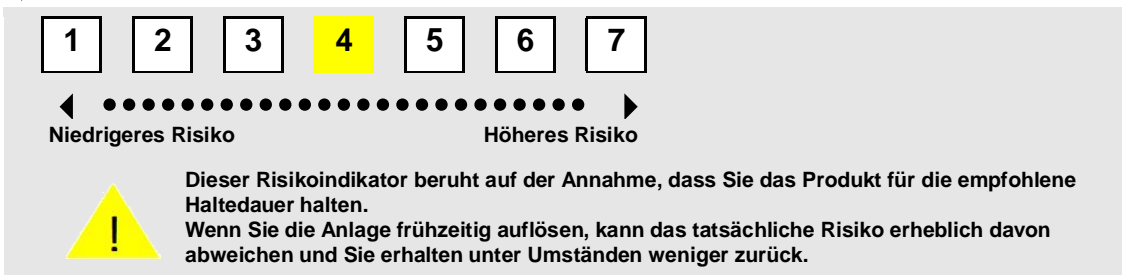 1 2 3 4 5 6 7
Niedrigeres Risiko Höheres Risiko
Dieser Risikoindikator beruht auf der Annahme, dass Sie das Produkt für die empfohlene
Haltedauer halten.
! Wenn Sie die Anlage frühzeitig auflösen, kann das tatsächliche Risiko erheblich davon
abweichen und Sie erhalten unter Umständen weniger zurück.